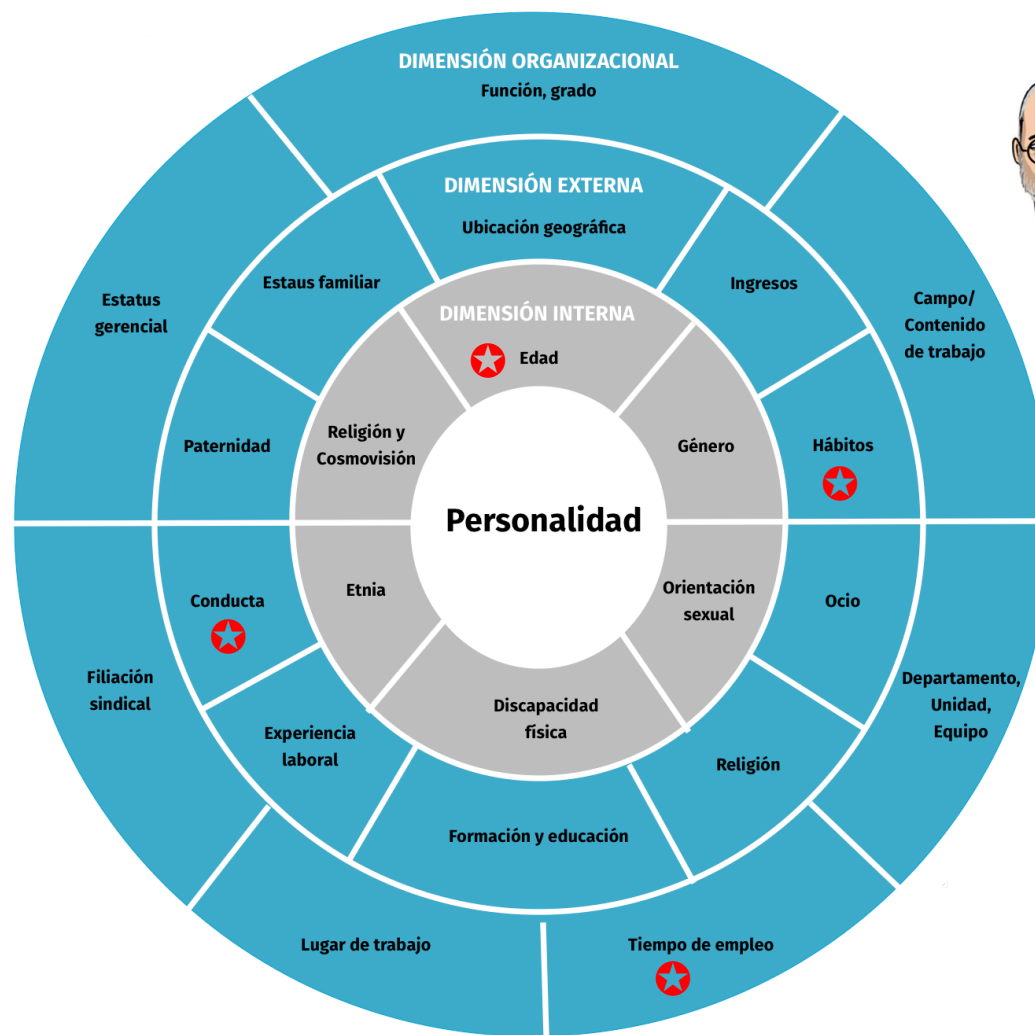 DIMENSIÓN ORGANIZACIONAL
Función, grado
DIMENSIÓN EXTERNA
Ubicación geográfica
Estaus familiar
Ingresos
Estatus
gerencial
Campo/
Contenido
de trabajo
DIMENSIÓN INTERNA
Edad
Paternidad
Religión y
Cosmovisión
Género
Hábitos
Personalidad
Conducta
Etnia
Orientación
sexual
Ocio
Filiación
sindical
Departamento,
Unidad,
Equipo
Discapacidad
física
Experiencia
laboral
Religión
Formación y educación
Lugar de trabajo
Tiempo de empleo